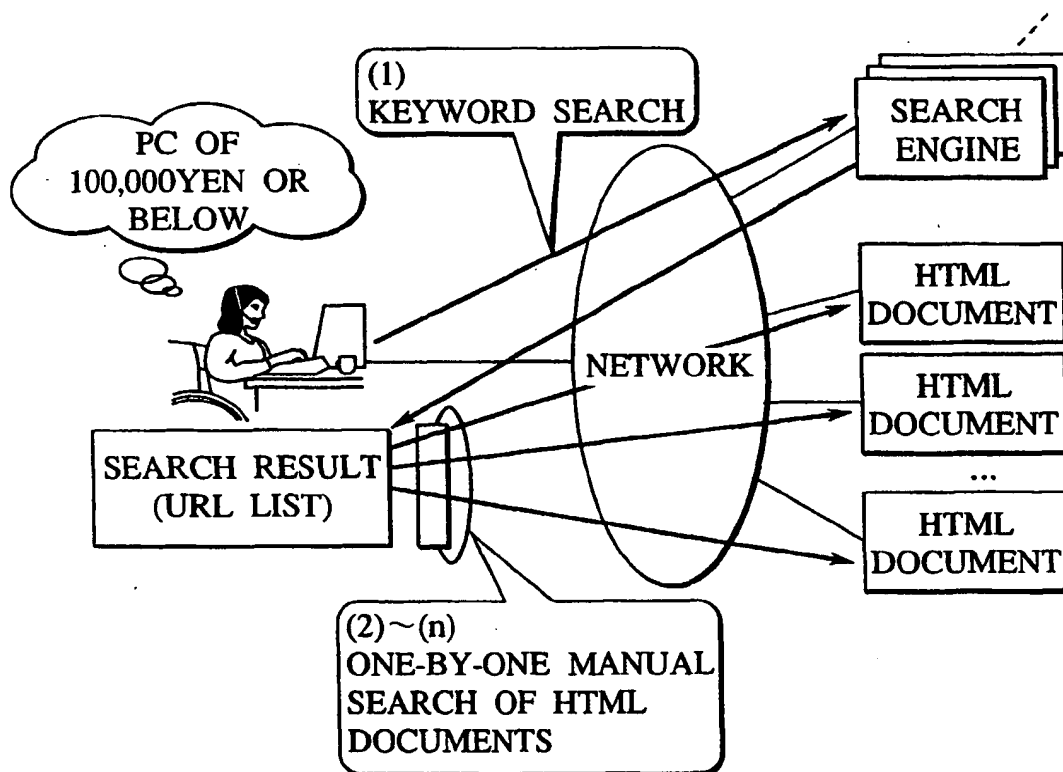 (1)
KEYWORD SEARCH
SEARCH
ENGINE
PC OF
100,000YEN OR
BELOW
HTML
DOCUMENT
NETWORK
HTML
DOCUMENT
...
HTML
DOCUMENT
SEARCH RESULT
(URL LIST)
(2)~(n)
ONE-BY-ONE MANUAL
SEARCH OF HTML
DOCUMENTS